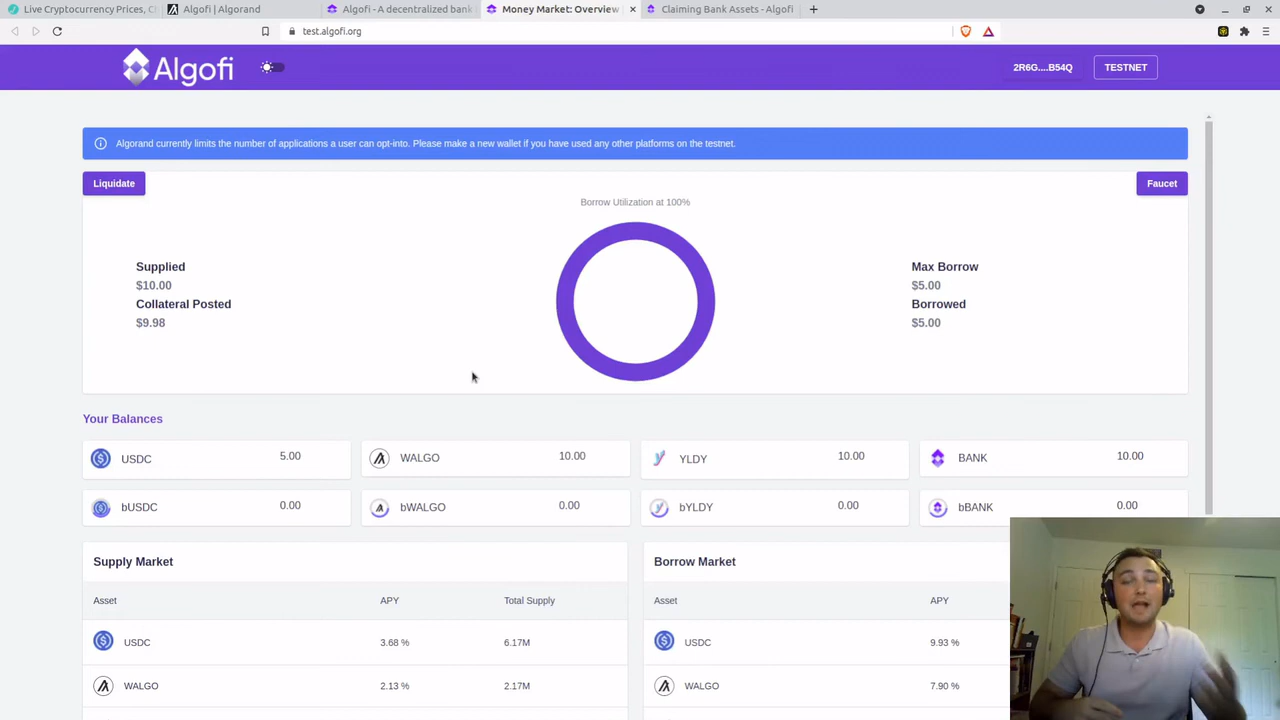 Live Cryptocurrency Prices, C
Algofi | Algorand
Algofi - A decentralized bank
Money Market: Overview
Claiming Bank Assets - Algofi
test.algofi.org
Algofi
2R6G....B54Q
TESTNET
Algorand currently limits the number of applications a user can opt-into. Please make a new wallet if you have used any other platforms on the testnet.
Liquidate
Faucet
Borrow Utilization at 100%
Supplied
$10.00
Collateral Posted
$9.98
Max Borrow
$5.00
Borrowed
$5.00
Your Balances
USDC 5.00
WALGO 10.00
YLDY 10.00
BANK 10.00
bUSDC 0.00
bWALGO 0.00
bYLDY 0.00
bBANK 0.00
Supply Market
Asset APY Total Supply
USDC 3.68 % 6.17M
WALGO 2.13 % 2.17M
Borrow Market
Asset APY
USDC 9.93 %
WALGO 7.90 %